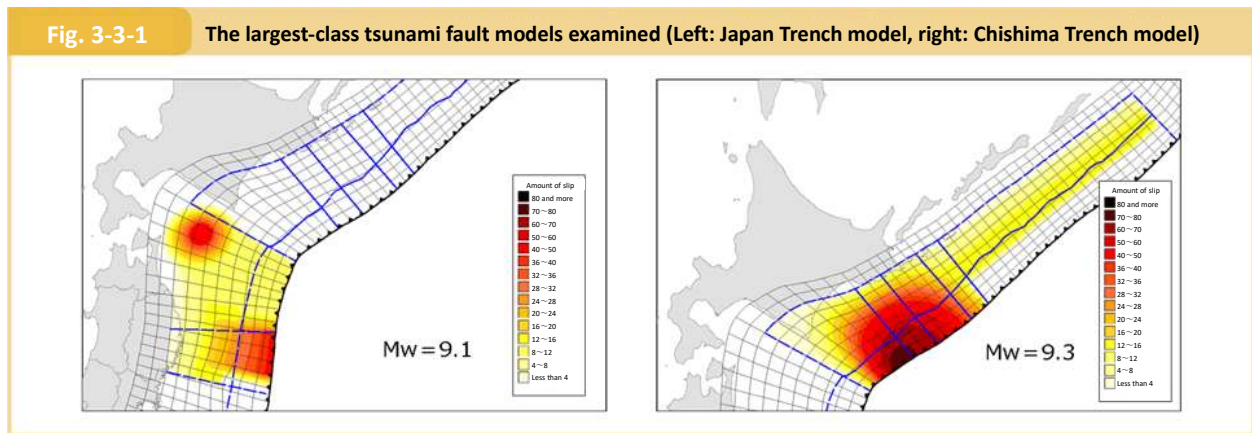 Fig. 3-3-1
The largest-class tsunami fault models examined (Left: Japan Trench model, right: Chishima Trench model)
Amount of slip
80 and more
70～80
60～70
50～60
40～50
36～40
32～36
28～32
24～28
20～24
16～20
12～16
8～12
4～8
Less than 4
Mw=9.1
Amount of slip
80 and more
70～80
60～70
50～60
40～50
36～40
32～36
28～32
24～28
20～24
16～20
12～16
8～12
4～8
Less than 4
Mw=9.3